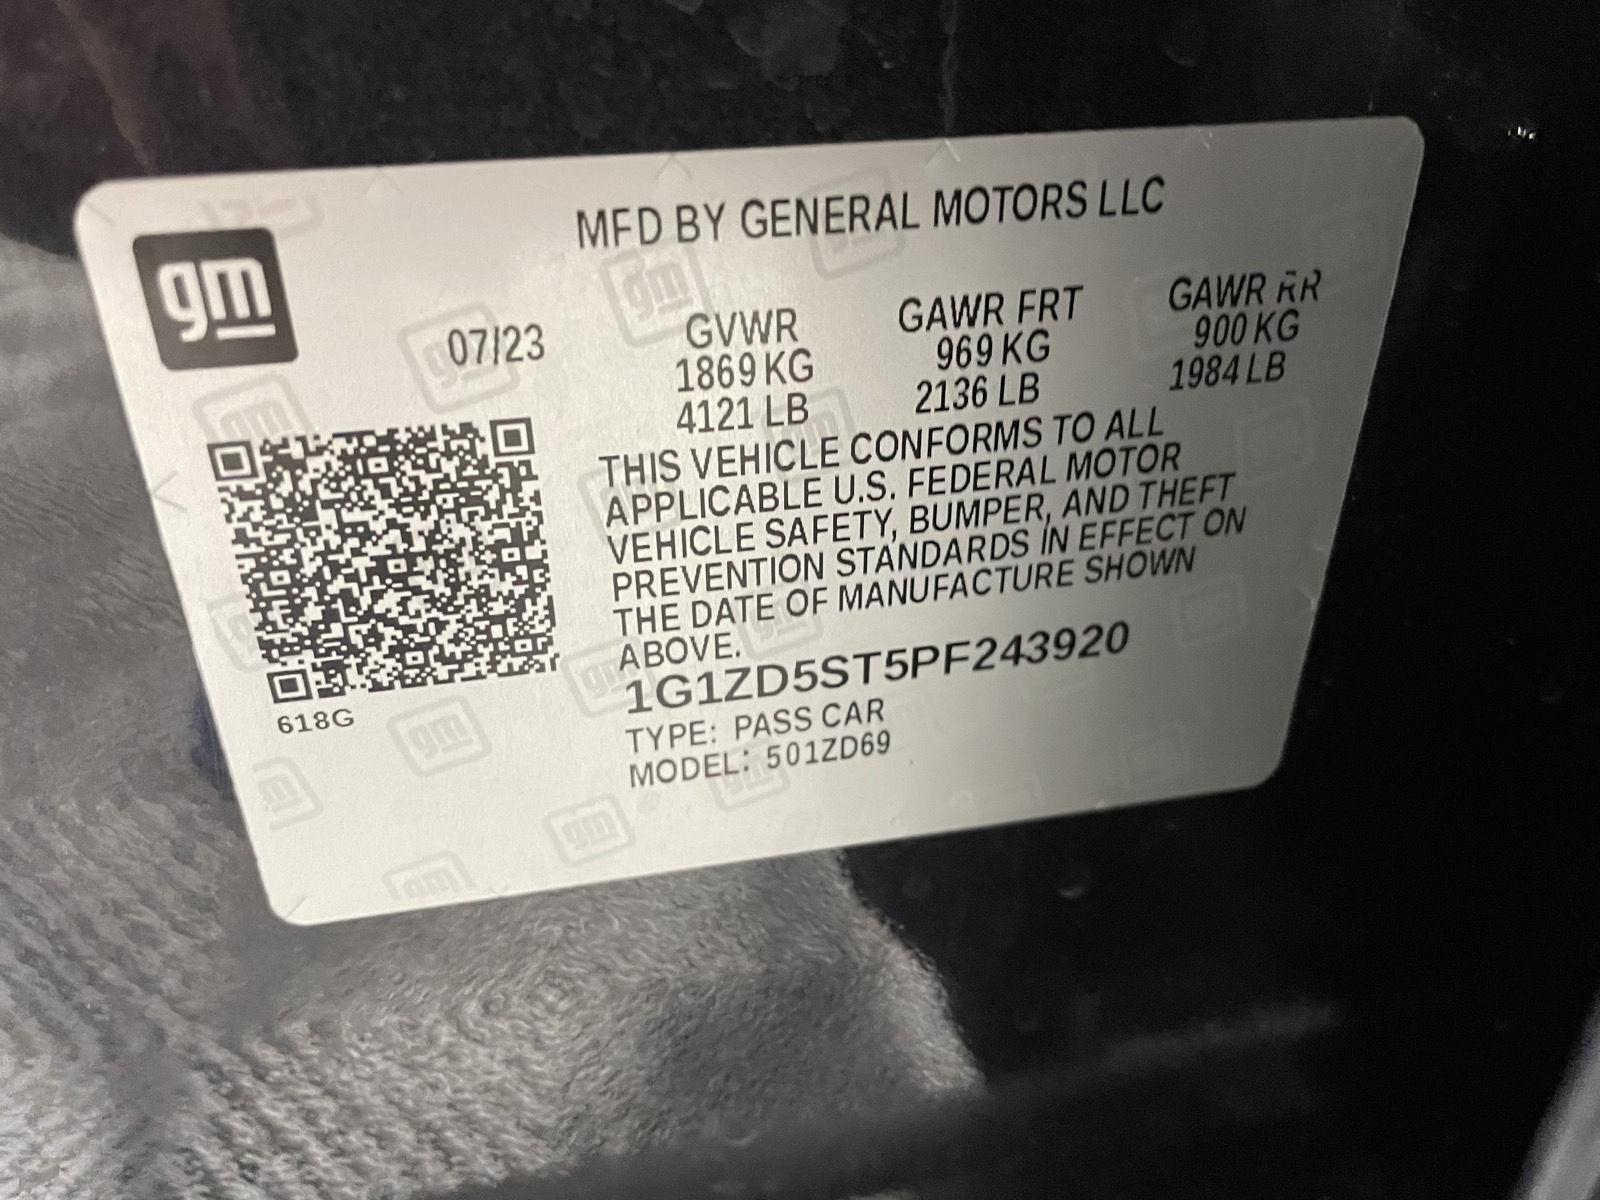 gm
MFD BY GENERAL MOTORS LLC
07/23
GVWR
1869 KG
4121 LB
GAWR FRT
969 KG
2136 LB
GAWR RR
900 KG
1984 LB
THIS VEHICLE CONFORMS TO ALL
APPLICABLE U.S. FEDERAL MOTOR
VEHICLE SAFETY, BUMPER, AND THEFT
PREVENTION STANDARDS IN EFFECT ON
THE DATE OF MANUFACTURE SHOWN
ABOVE.
1G1ZD5ST5PF243920
TYPE: PASS CAR
MODEL: 501ZD69
618G